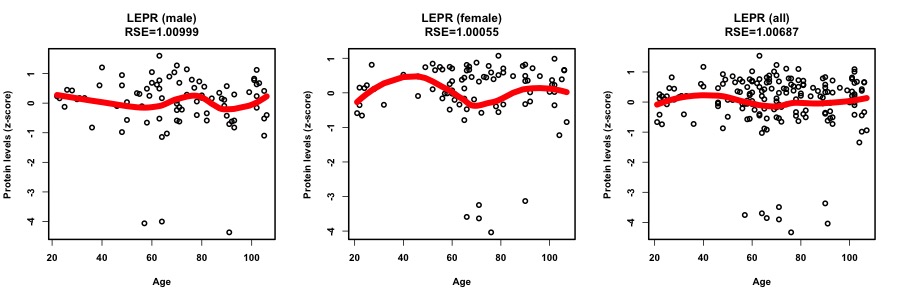 LEPR (male)
RSE=1.00999
Protein levels (z-score)
1
0
-1
-2
-3
-4
20
40
60
80
100
Age
LEPR (female)
RSE=1.00055
Protein levels (z-score)
1
0
-1
-2
-3
-4
20
40
60
80
100
Age
LEPR (all)
RSE=1.00687
Protein levels (z-score)
1
0
-1
-2
-3
-4
20
40
60
80
100
Age